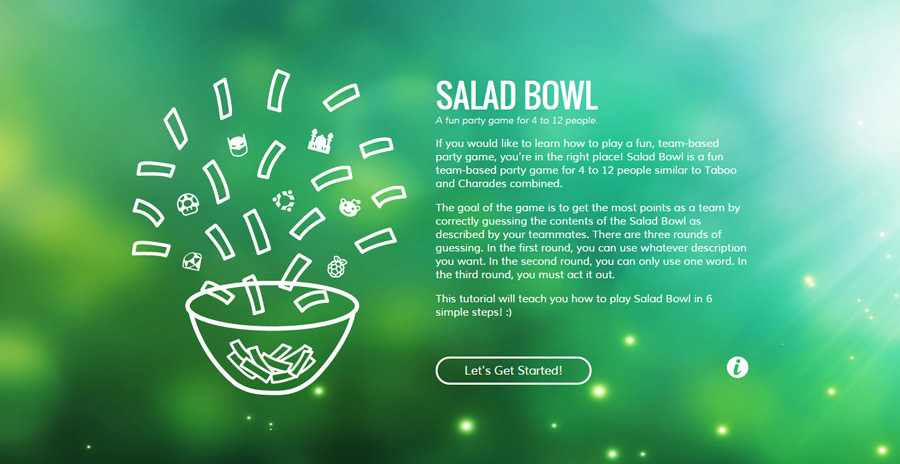 SALAD BOWL
A fun party game for 4 to 12 people.
If you would like to learn how to play a fun, team-based
party game, you're in the right place! Salad Bowl is a fun
team-based party game for 4 to 12 people similar to Taboo
and Charades combined.
The goal of the game is to get the most points as a team by
correctly guessing the contents of the Salad Bowl as
described by your teammates. There are three rounds of
guessing. In the first round, you can use whatever description
you want. In the second round, you can only use one word. In
the third round, you must act it out.
This tutorial will teach you how to play Salad Bowl in 6
simple steps! :)
Let's Get Started!
i